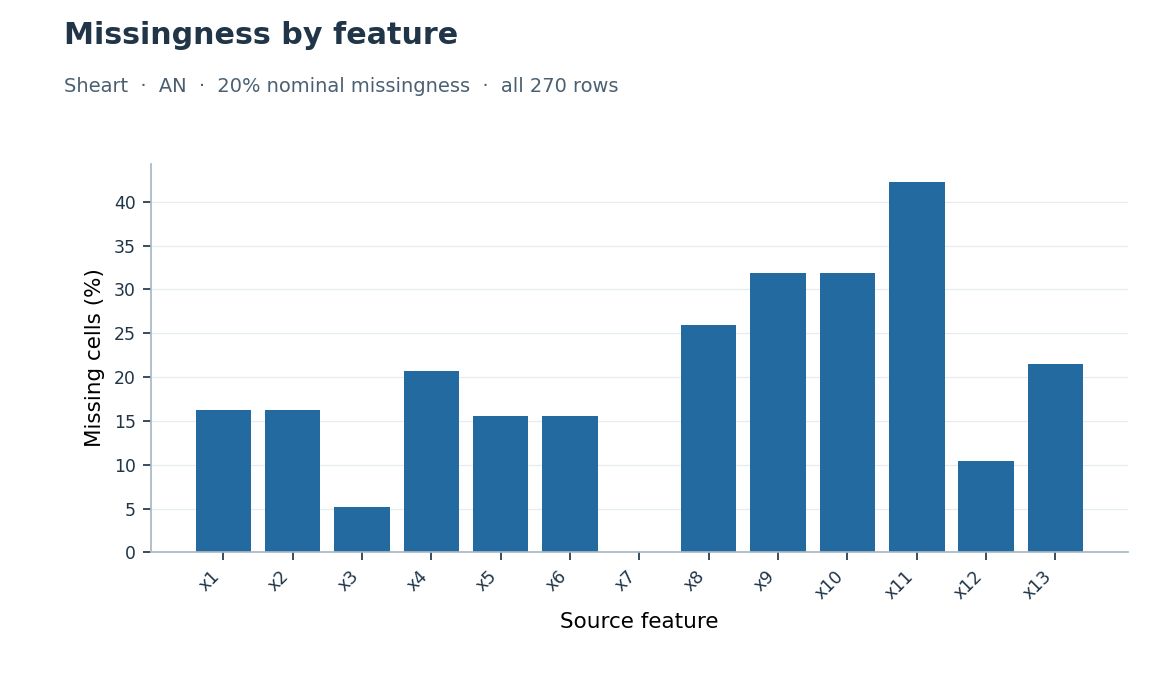 Missingness by feature
Sheart · AN · 20% nominal missingness · all 270 rows
Missing cells (%)
40
35
30
25
20
15
10
5
0
x1 x2 x3 x4 x5 x6 x7 x8 x9 x10 x11 x12 x13
Source feature